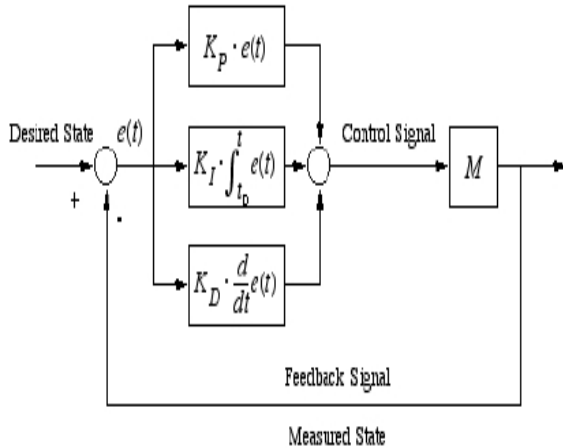 K_P · e(t)
Desired State
e(t)
Control Signal
+
-
K_I · ∫_{t_0}^{t} e(t)
M
K_D · d/dt e(t)
Feedback Signal
Measured State